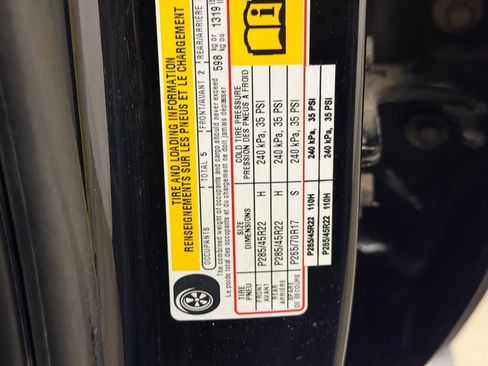 TIRE AND LOADING INFORMATION
RENSEIGNEMENTS SUR LES PNEUS ET LE CHARGEMENT
OCCUPANTS TOTAL 5 FRONT/AVANT 2 REAR/ARRIÈRE
The combined weight of occupants and cargo should never exceed 598 kg or 1319
Le poids total des occupants et du chargement ne doit jamais dépasser 598 kg ou
TIRE SIZE COLD TIRE PRESSURE
PNEU DIMENSIONS PRESSION DES PNEUS À FROID
FRONT P285/45R22 H 240 kPa, 35 PSI
AVANT
REAR P285/45R22 H 240 kPa, 35 PSI
ARRIÈRE
SPARE P265/70R17 S 240 kPa, 35 PSI
DE SECOURS
P285/45R22 110H 240 kPa, 35 PSI
P285/45R22 110H 240 kPa, 35 PSI